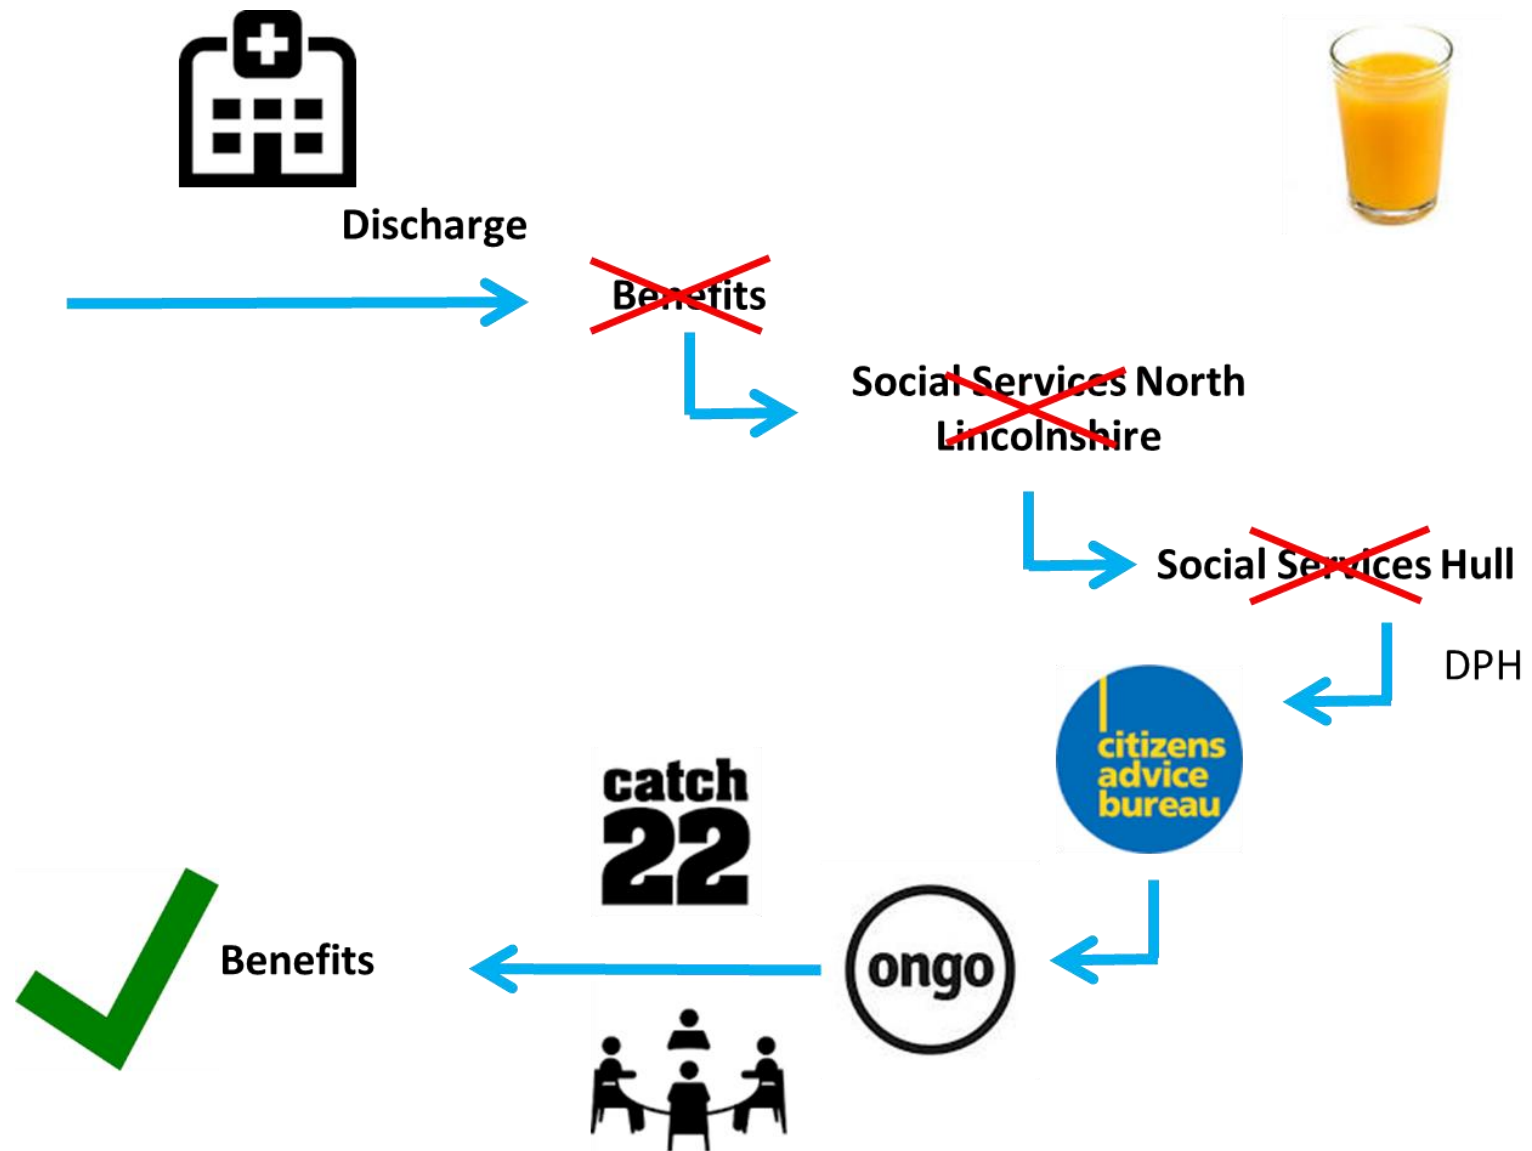 Discharge
Benefits
Social Services North
Lincolnshire
Social Services Hull
DPH
citizens
advice
bureau
catch
22
ongo
Benefits